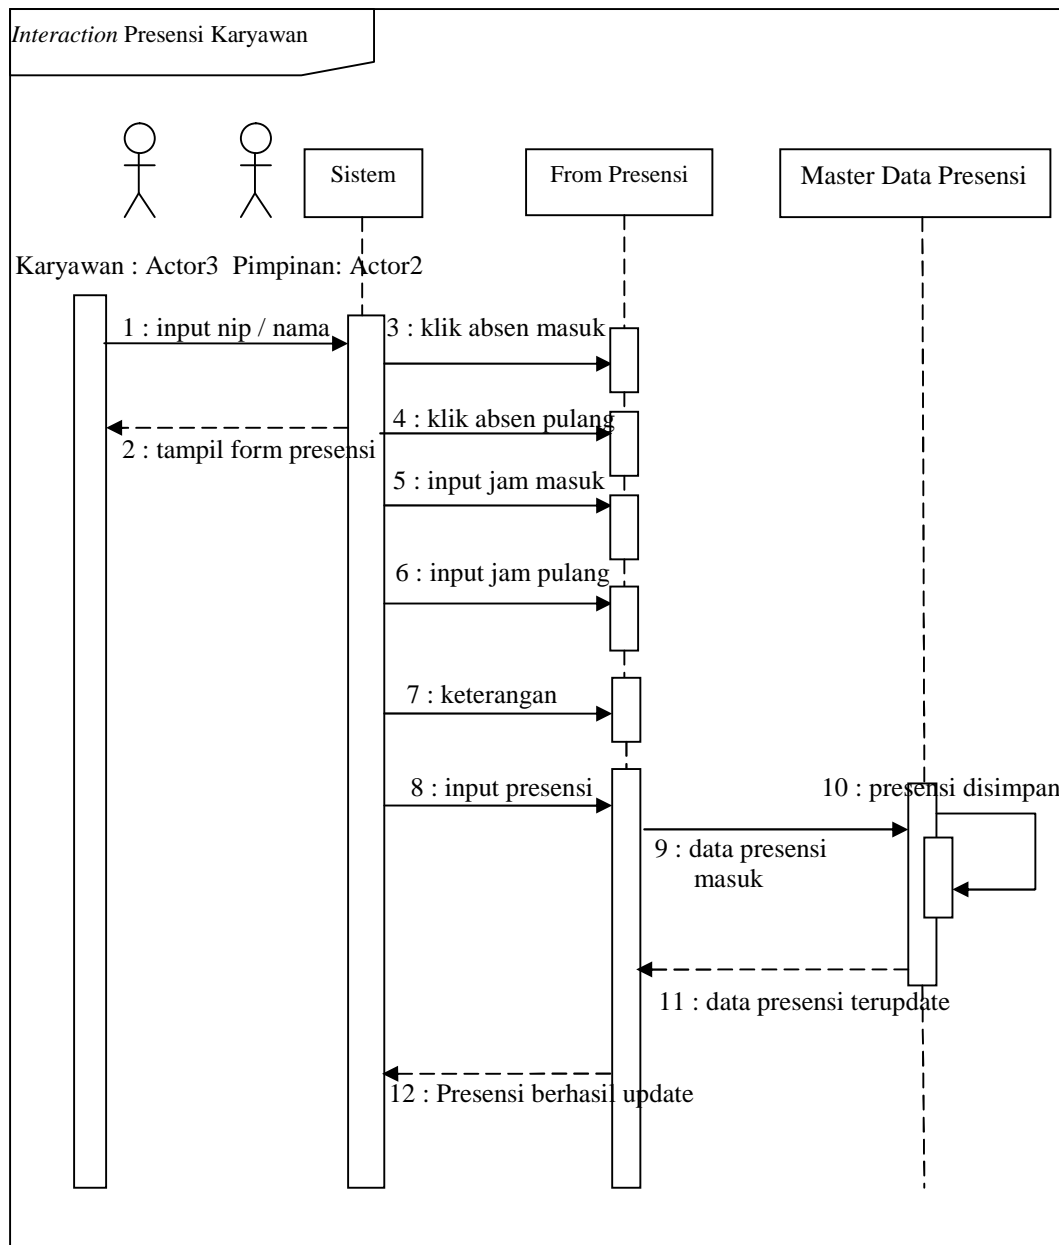 Interaction Presensi Karyawan
Sistem
From Presensi
Master Data Presensi
Karyawan : Actor3
Pimpinan: Actor2
1 : input nip / nama
3 : klik absen masuk
4 : klik absen pulang
2 : tampil form presensi
5 : input jam masuk
6 : input jam pulang
7 : keterangan
8 : input presensi
10 : presensi disimpan
9 : data presensi
masuk
11 : data presensi terupdate
12 : Presensi berhasil update